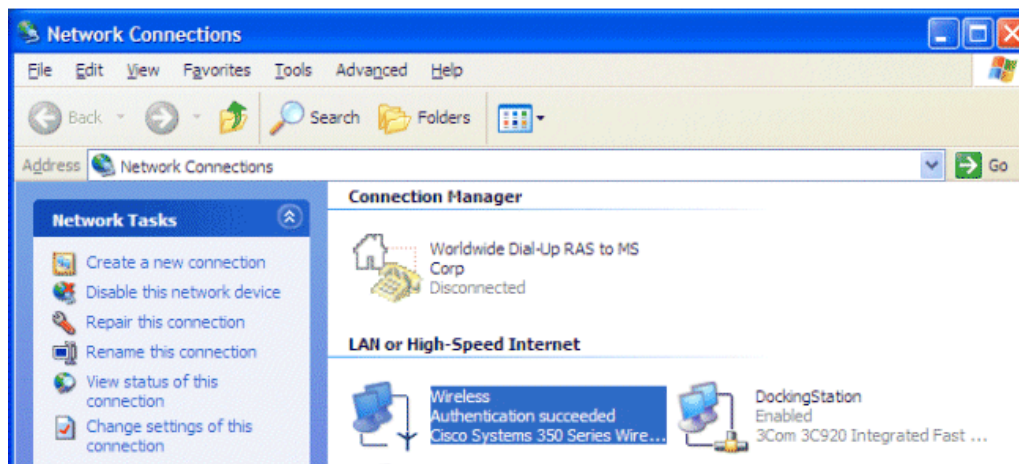 Network Connections
File Edit View Favorites Tools Advanced Help
Back Search Folders
Address Network Connections Go
Network Tasks
Create a new connection
Disable this network device
Repair this connection
Rename this connection
View status of this
connection
Change settings of this
connection
Connection Manager
Worldwide Dial-Up RAS to MS
Corp
Disconnected
LAN or High-Speed Internet
Wireless
Authentication succeeded
Cisco Systems 350 Series Wire...
DockingStation
Enabled
3Com 3C920 Integrated Fast ...